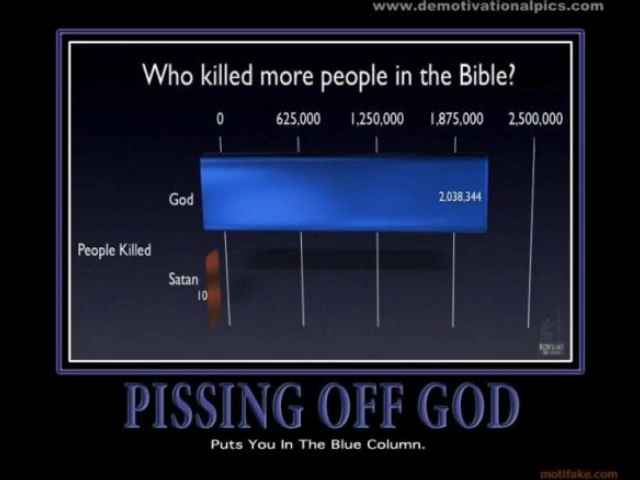 www.demotivationalpics.com
Who killed more people in the Bible?
0 625,000 1,250,000 1,875,000 2,500,000
God 2,038,344
People Killed
Satan
10
PISSING OFF GOD
Puts You In The Blue Column.
motifake.com